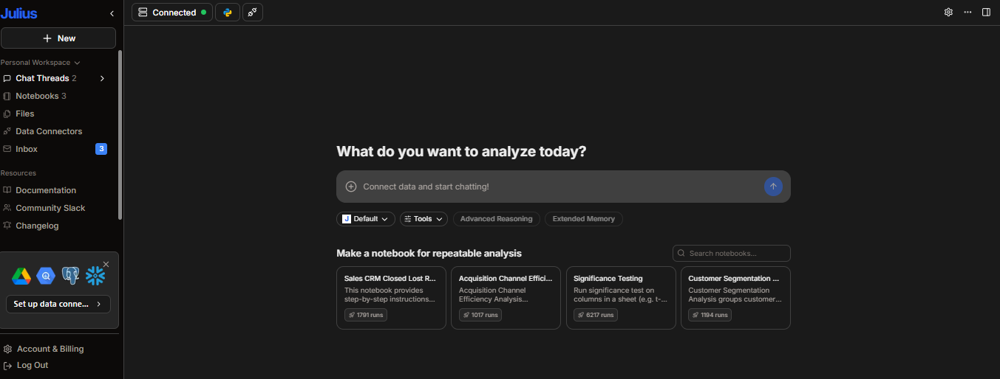 Julius
Connected
New
Personal Workspace
Chat Threads 2
Notebooks 3
Files
Data Connectors
Inbox 3
Resources
Documentation
Community Slack
Changelog
Set up data conne...
Account & Billing
Log Out
What do you want to analyze today?
Connect data and start chatting!
J Default
Tools
Advanced Reasoning
Extended Memory
Make a notebook for repeatable analysis
Search notebooks...
Sales CRM Closed Lost R...
This notebook provides
step-by-step instructions...
1791 runs
Acquisition Channel Effici...
Acquisition Channel
Efficiency Analysis...
1017 runs
Significance Testing
Run significance test on
columns in a sheet (e.g. t-...
6217 runs
Customer Segmentation ...
Customer Segmentation
Analysis groups customer...
1194 runs